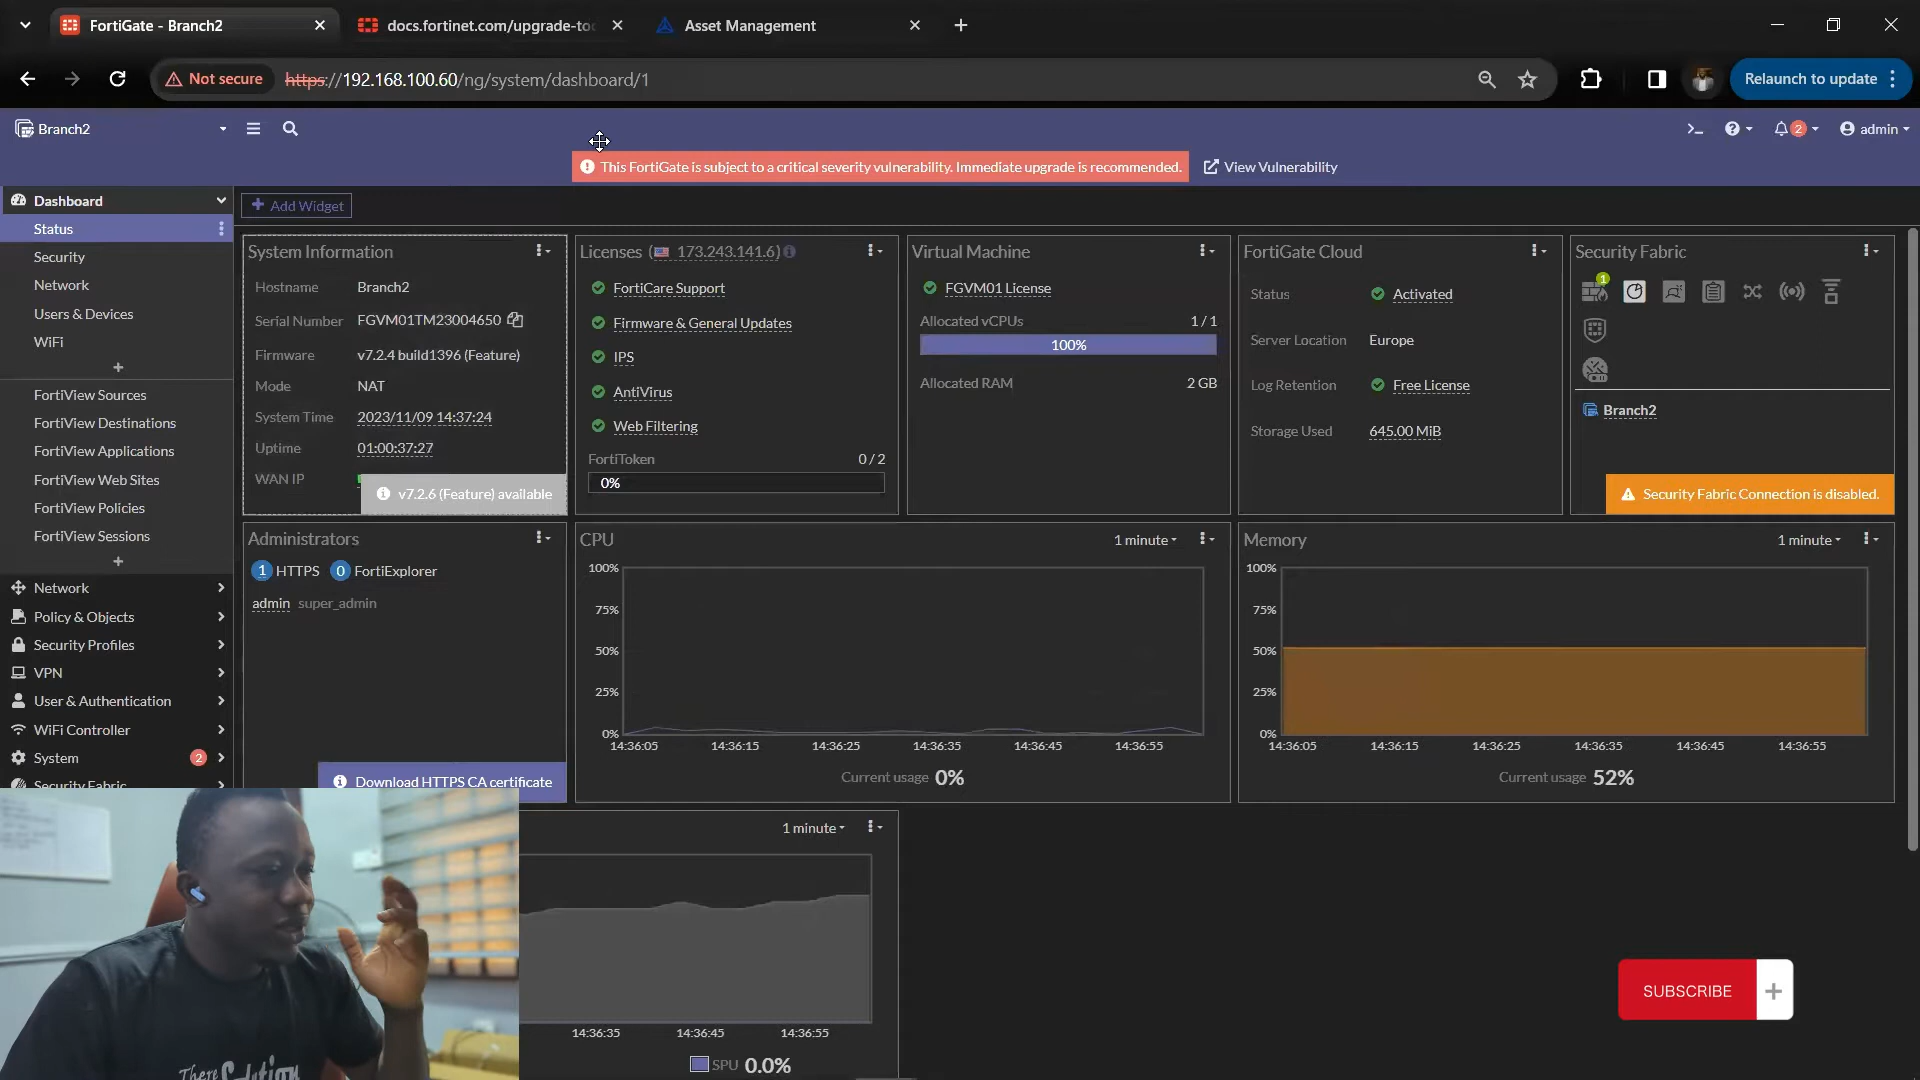 FortiGate - Branch2
docs.fortinet.com/upgrade-too
Asset Management
Not secure
https://192.168.100.60/ng/system/dashboard/1
Relaunch to update
Branch2
2
admin
This FortiGate is subject to a critical severity vulnerability. Immediate upgrade is recommended.
View Vulnerability
Dashboard
Status
Security
Network
Users & Devices
WiFi
+
FortiView Sources
FortiView Destinations
FortiView Applications
FortiView Web Sites
FortiView Policies
FortiView Sessions
+
Network
Policy & Objects
Security Profiles
VPN
User & Authentication
WiFi Controller
System 2
Security Fabric
+ Add Widget
System Information
Hostname Branch2
Serial Number FGVM01TM23004650
Firmware v7.2.4 build1396 (Feature)
Mode NAT
System Time 2023/11/09 14:37:24
Uptime 01:00:37:27
WAN IP
v7.2.6 (Feature) available
Licenses (173.243.141.6)
FortiCare Support
Firmware & General Updates
IPS
AntiVirus
Web Filtering
FortiToken 0 / 2
0%
Virtual Machine
FGVM01 License
Allocated vCPUs 1 / 1
100%
Allocated RAM 2 GB
FortiGate Cloud
Status Activated
Server Location Europe
Log Retention Free License
Storage Used 645.00 MiB
Security Fabric
1
Branch2
Security Fabric Connection is disabled.
Administrators
1 HTTPS 0 FortiExplorer
admin super_admin
Download HTTPS CA certificate
CPU 1 minute
100%
75%
50%
25%
0%
14:36:05 14:36:15 14:36:25 14:36:35 14:36:45 14:36:55
Current usage 0%
Memory 1 minute
100%
75%
50%
25%
0%
14:36:05 14:36:15 14:36:25 14:36:35 14:36:45 14:36:55
Current usage 52%
1 minute
14:36:35 14:36:45 14:36:55
SPU 0.0%
There
Solution
SUBSCRIBE +